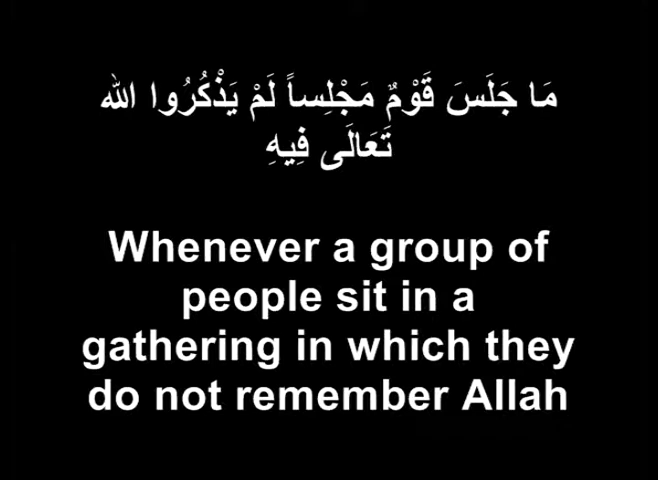 مَا جَلَسَ قَوْمٌ مَجْلِساً لَمْ يَذْكُرُوا الله
تَعَالَى فِيهِ
Whenever a group of
people sit in a
gathering in which they
do not remember Allah